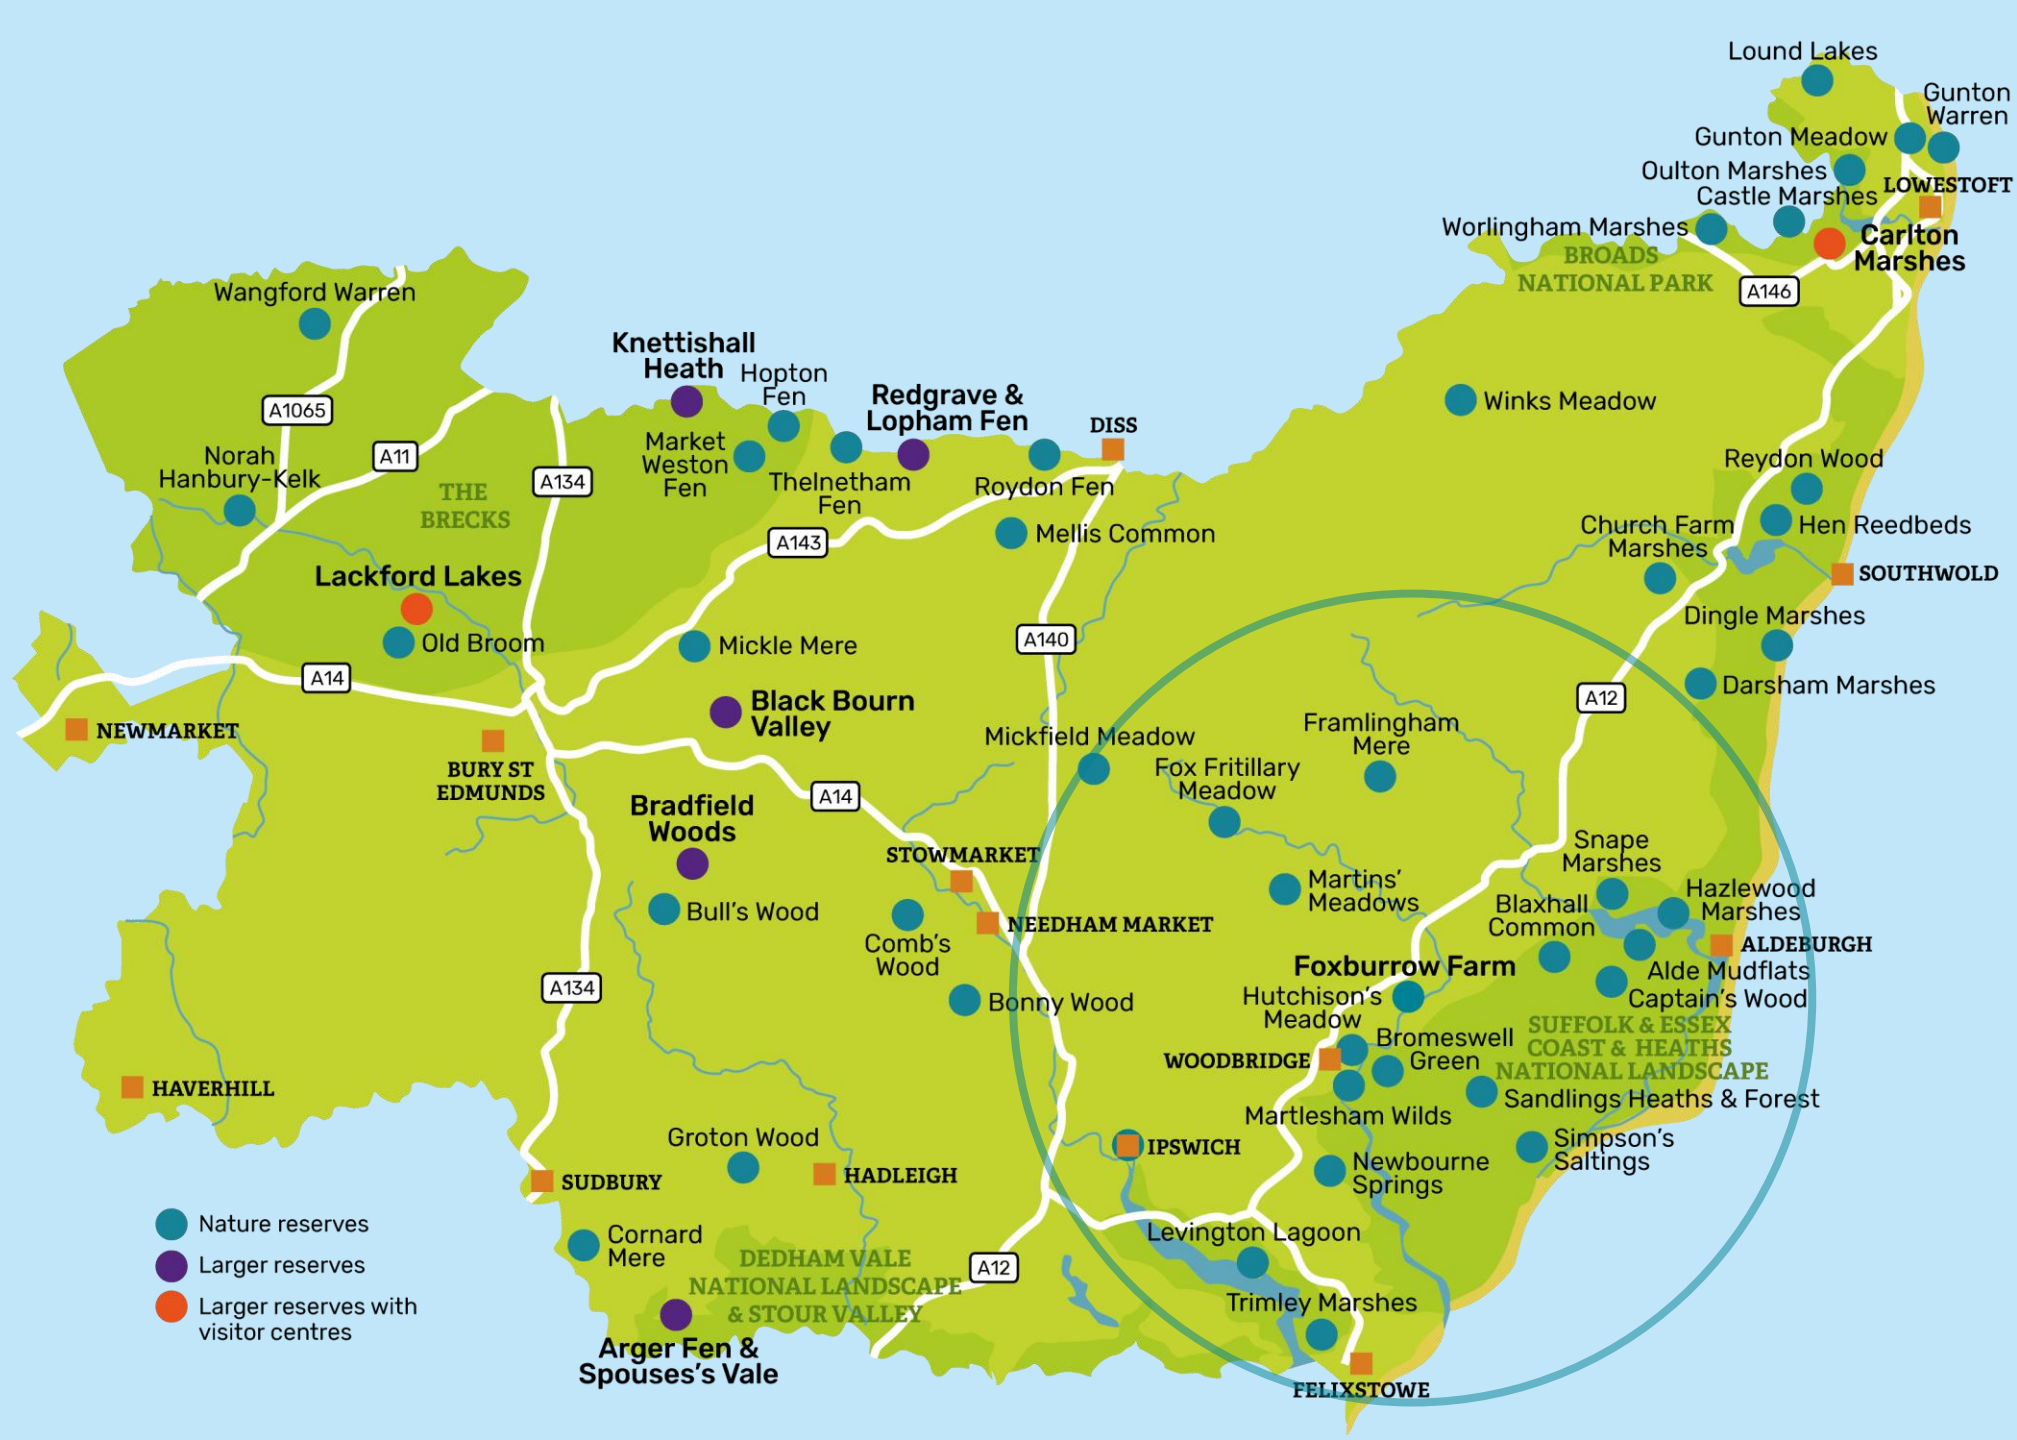 Lound Lakes
Gunton
Warren
Gunton Meadow
Oulton Marshes
Castle Marshes
LOWESTOFT
Worlingham Marshes
Carlton
Marshes
BROADS
NATIONAL PARK
A146
Wangford Warren
Knettishall
Heath
Hopton
Fen
Redgrave &
Lopham Fen
DISS
Winks Meadow
A1065
A11
Norah
Hanbury-Kelk
THE
BRECKS
A134
Market
Weston
Fen
Thelnetham
Fen
Roydon Fen
Reydon Wood
A143
Mellis Common
Church Farm
Marshes
Hen Reedbeds
SOUTHWOLD
Lackford Lakes
Old Broom
Mickle Mere
A140
Dingle Marshes
A14
A12
Darsham Marshes
NEWMARKET
Black Bourn
Valley
Mickfield Meadow
Framlingham
Mere
Fox Fritillary
Meadow
BURY ST
EDMUNDS
A14
Bradfield
Woods
STOWMARKET
Snape
Marshes
Bull's Wood
Martins'
Meadows
Hazlewood
Marshes
Blaxhall
Common
Comb's
Wood
NEEDHAM MARKET
ALDEBURGH
Foxburrow Farm
Alde Mudflats
A134
Bonny Wood
Hutchison's
Meadow
Captain's Wood
SUFFOLK & ESSEX
COAST & HEATHS
NATIONAL LANDSCAPE
Bromeswell
Green
WOODBRIDGE
HAVERHILL
Martlesham Wilds
Sandlings Heaths & Forest
Groton Wood
IPSWICH
Simpson's
Saltings
SUDBURY
HADLEIGH
Newbourne
Springs
Nature reserves
Larger reserves
Larger reserves with
visitor centres
Cornard
Mere
DEDHAM VALE
NATIONAL LANDSCAPE
& STOUR VALLEY
A12
Levington Lagoon
Trimley Marshes
Arger Fen &
Spouses's Vale
FELIXSTOWE